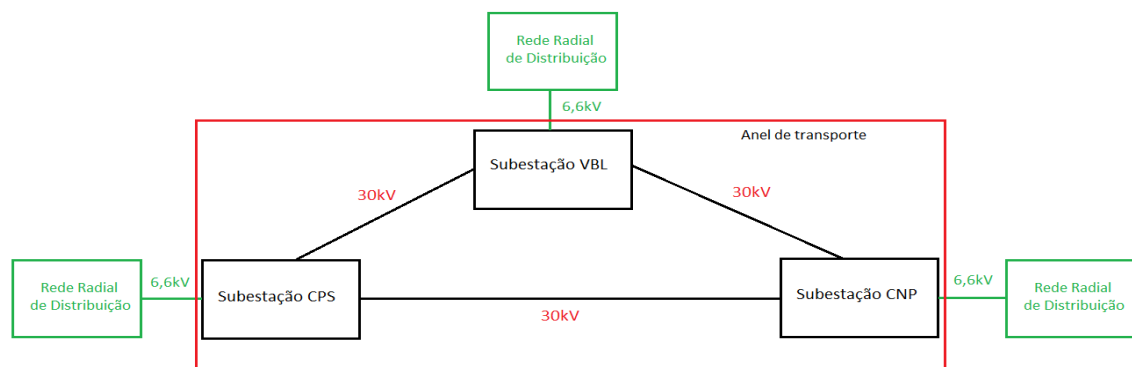 Rede Radial
de Distribuição
6,6kV
Anel de transporte
Subestação VBL
30kV
30kV
Rede Radial
de Distribuição
6,6kV
Subestação CPS
30kV
Subestação CNP
6,6kV
Rede Radial
de Distribuição